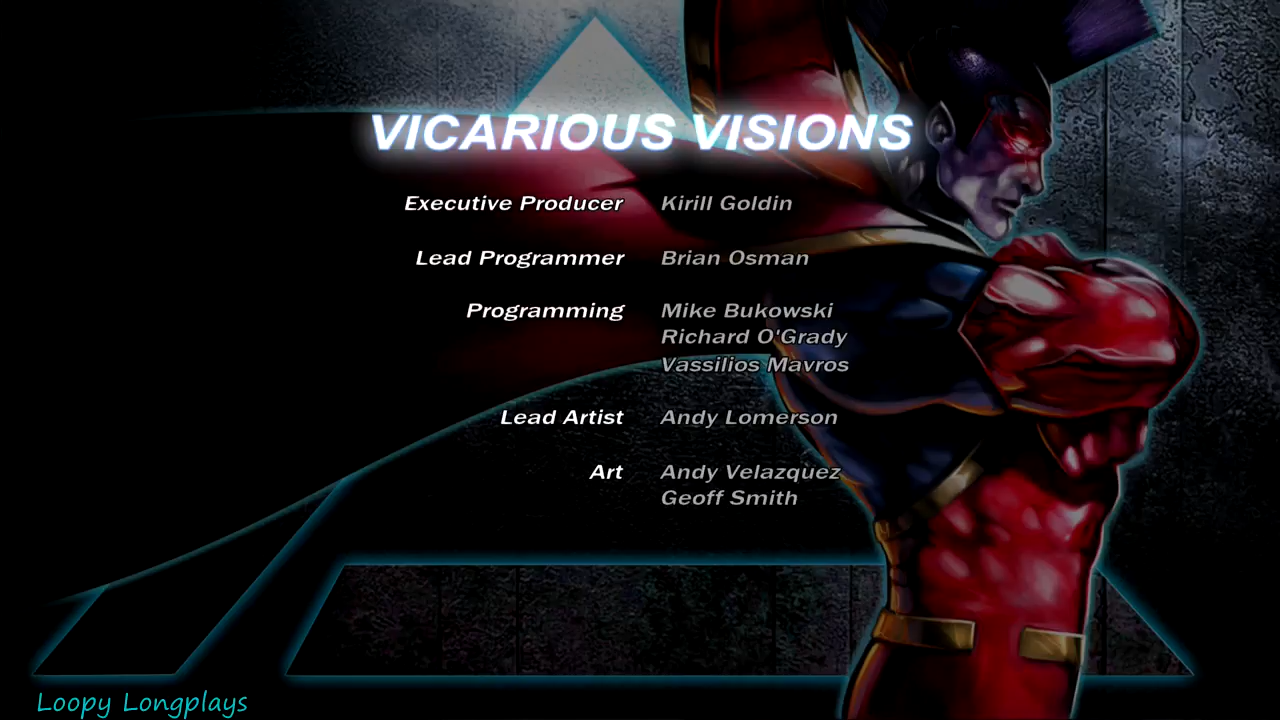 VICARIOUS VISIONS
Executive Producer Kirill Goldin
Lead Programmer Brian Osman
Programming Mike Bukowski
Richard O'Grady
Vassilios Mavros
Lead Artist Andy Lomerson
Art Andy Velazquez
Geoff Smith
Loopy Longplays